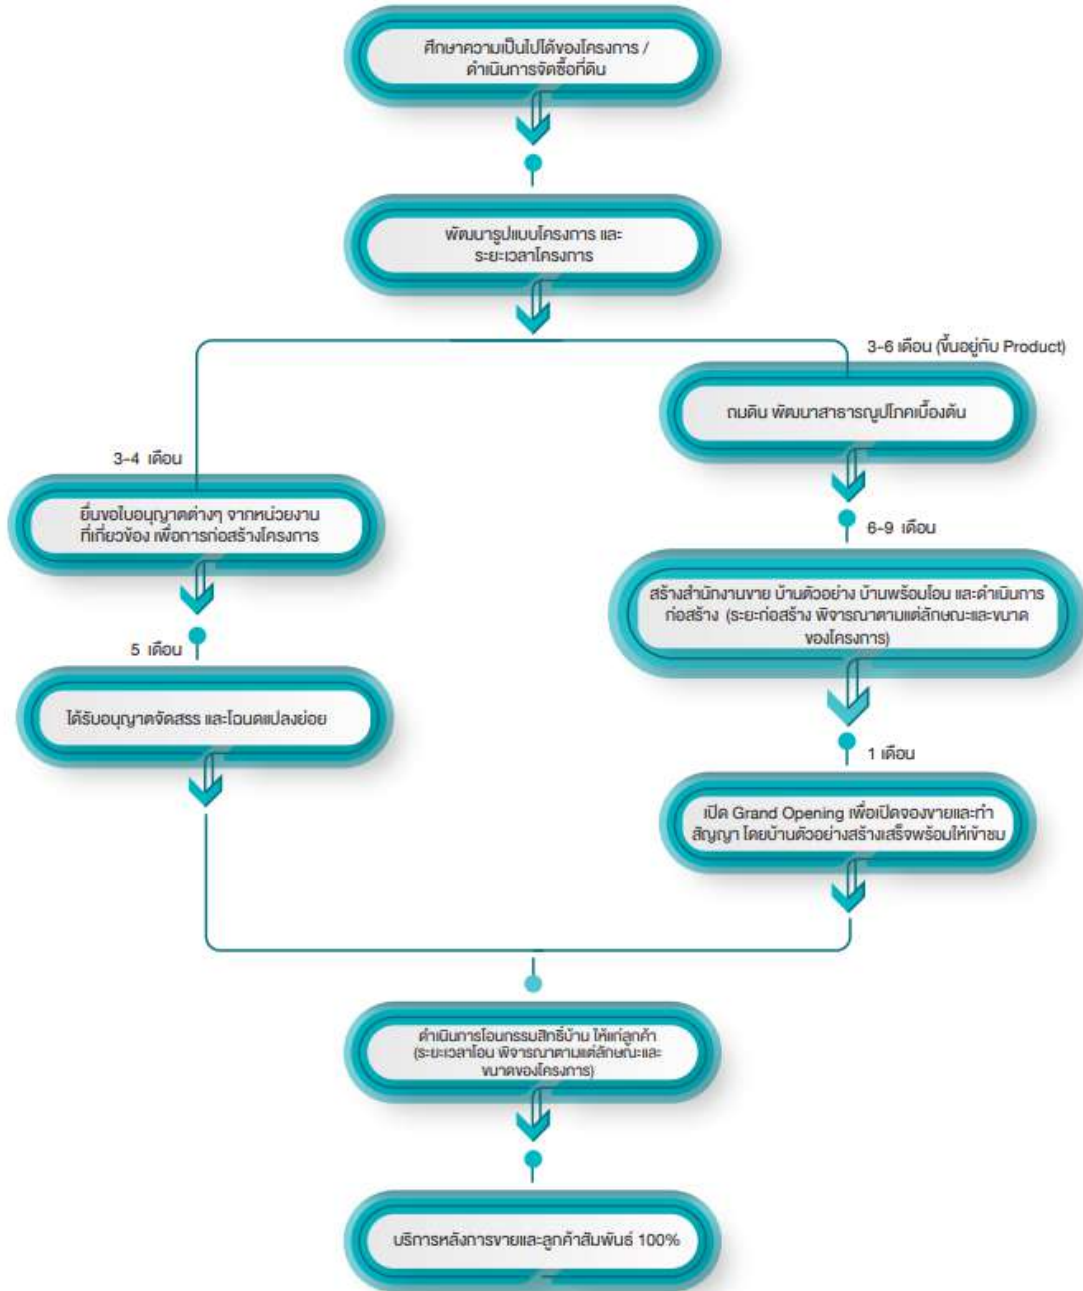 ศึกษาความเป็นไปได้ของโครงการ /
ดำเนินการจัดซื้อที่ดิน
พัฒนารูปแบบโครงการ และ
ระยะเวลาโครงการ
3-6 เดือน (ขึ้นอยู่กับ Product)
ถมดิน พัฒนาสาธารณูปโภคเบื้องต้น
3-4 เดือน
ยื่นขอใบอนุญาตต่างๆ จากหน่วยงาน
ที่เกี่ยวข้อง เพื่อการก่อสร้างโครงการ
6-9 เดือน
สร้างสำนักงานขาย บ้านตัวอย่าง บ้านพร้อมโอน และดำเนินการ
ก่อสร้าง (ระยะก่อสร้าง พิจารณาตามแต่ลักษณะและขนาด
ของโครงการ)
5 เดือน
ได้รับอนุญาตจัดสรร และโฉนดแปลงย่อย
1 เดือน
เปิด Grand Opening เพื่อเปิดจองขายและทำ
สัญญา โดยบ้านตัวอย่างสร้างเสร็จพร้อมให้เข้าชม
ดำเนินการโอนกรรมสิทธิ์บ้าน ให้แก่ลูกค้า
(ระยะเวลาโอน พิจารณาตามแต่ลักษณะและ
ขนาดของโครงการ)
บริการหลังการขายและลูกค้าสัมพันธ์ 100%